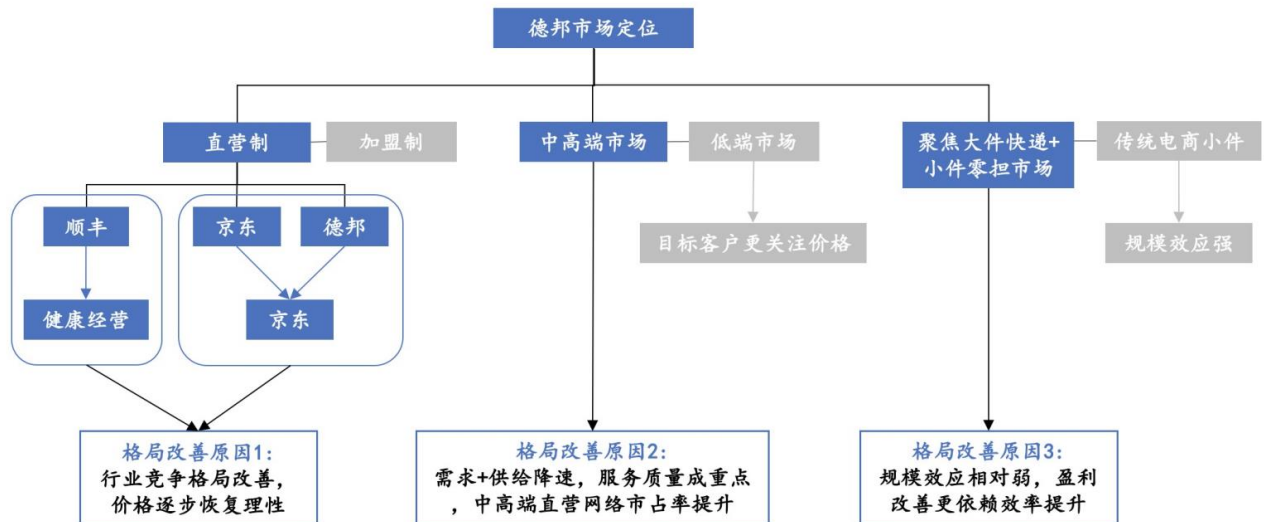 德邦市场定位
直营制
加盟制
中高端市场
低端市场
聚焦大件快递+
小件零担市场
传统电商小件
顺丰
京东
德邦
目标客户更关注价格
规模效应强
健康经营
京东
格局改善原因1:
行业竞争格局改善，
价格逐步恢复理性
格局改善原因2:
需求+供给降速，服务质量成重点
，中高端直营网络市占率提升
格局改善原因3:
规模效应相对弱，盈利
改善更依赖效率提升